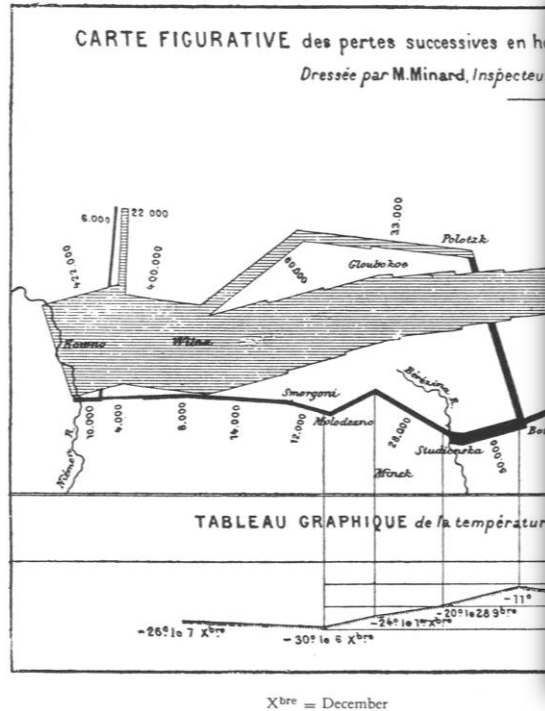 CARTE FIGURATIVE des pertes successives en
Dressée par M.Minard, Inspecteu
6.000
22 000
422.000
400.000
33.000
Polotzk
60.000
Gloubokoe
Kowno
Wilna
Bérézina R.
Smorgoni
10.000
4.000
8.000
14.000
12.000
Molodezno
28.000
Studienska
50.000
Minsk
Niémen R.
TABLEAU GRAPHIQUE de la températur
-11°
-20° le 28 9bre
-24° le 1er Xbre
-26° le 7 Xbre
-30° le 6 Xbre
Xbre = December